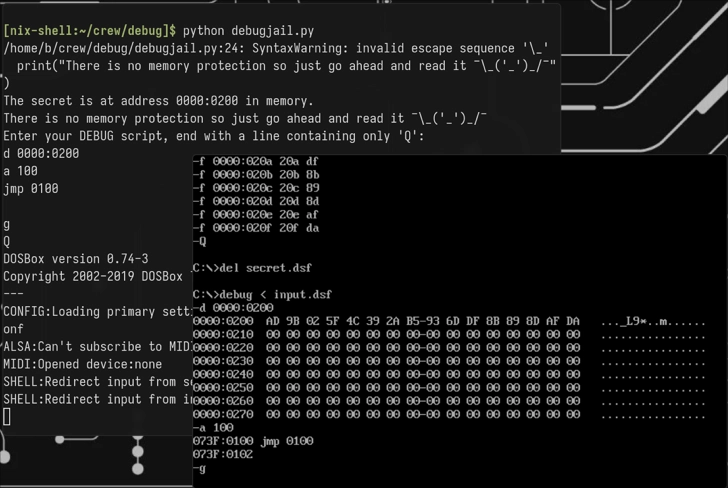 [nix-shell:~/crew/debug]$ python debugjail.py
/home/b/crew/debug/debugjail.py:24: SyntaxWarning: invalid escape sequence '\_'
print("There is no memory protection so just go ahead and read it ¯\_('_')_/¯"
)
The secret is at address 0000:0200 in memory.
There is no memory protection so just go ahead and read it ¯\_('_')_/¯
Enter your DEBUG script, end with a line containing only 'Q':
d 0000:0200
a 100
jmp 0100
g
Q
DOSBox version 0.74-3
Copyright 2002-2019 DOSBox
---
CONFIG:Loading primary sett
onf
ALSA:Can't subscribe to MID
MIDI:Opened device:none
SHELL:Redirect input from se
SHELL:Redirect input from in
-f 0000:020a 20a df
-f 0000:020b 20b 8b
-f 0000:020c 20c 89
-f 0000:020d 20d 8d
-f 0000:020e 20e af
-f 0000:020f 20f da
-Q
C:\>del secret.dsf
C:\>debug < input.dsf
-d 0000:0200
0000:0200 AD 9B 02 5F 4C 39 2A B5-93 6D DF 8B 89 8D AF DA ..._L9*..m......
0000:0210 00 00 00 00 00 00 00 00-00 00 00 00 00 00 00 00 ................
0000:0220 00 00 00 00 00 00 00 00-00 00 00 00 00 00 00 00 ................
0000:0230 00 00 00 00 00 00 00 00-00 00 00 00 00 00 00 00 ................
0000:0240 00 00 00 00 00 00 00 00-00 00 00 00 00 00 00 00 ................
0000:0250 00 00 00 00 00 00 00 00-00 00 00 00 00 00 00 00 ................
0000:0260 00 00 00 00 00 00 00 00-00 00 00 00 00 00 00 00 ................
0000:0270 00 00 00 00 00 00 00 00-00 00 00 00 00 00 00 00 ................
-a 100
073F:0100 jmp 0100
073F:0102
-g